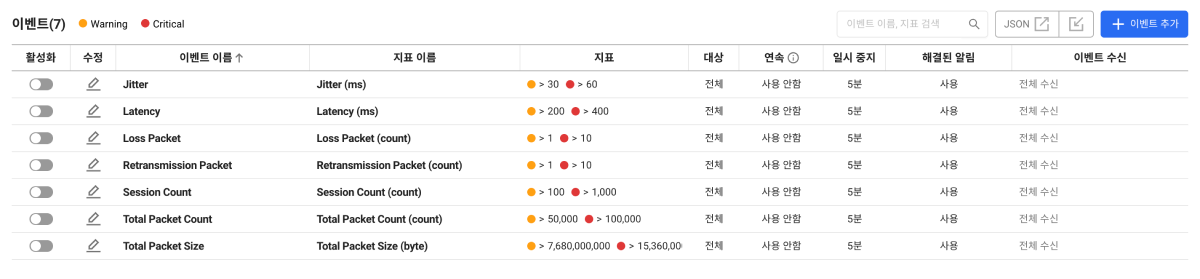 이벤트(7) Warning Critical 이벤트 이름, 지표 검색 JSON 이벤트 추가
활성화 수정 이벤트 이름 ↑ 지표 이름 지표 대상 연속 일시 중지 해결된 알림 이벤트 수신
Jitter Jitter (ms) > 30 > 60 전체 사용 안함 5분 사용 전체 수신
Latency Latency (ms) > 200 > 400 전체 사용 안함 5분 사용 전체 수신
Loss Packet Loss Packet (count) > 1 > 10 전체 사용 안함 5분 사용 전체 수신
Retransmission Packet Retransmission Packet (count) > 1 > 10 전체 사용 안함 5분 사용 전체 수신
Session Count Session Count (count) > 100 > 1,000 전체 사용 안함 5분 사용 전체 수신
Total Packet Count Total Packet Count (count) > 50,000 > 100,000 전체 사용 안함 5분 사용 전체 수신
Total Packet Size Total Packet Size (byte) > 7,680,000,000 > 15,360,00 전체 사용 안함 5분 사용 전체 수신